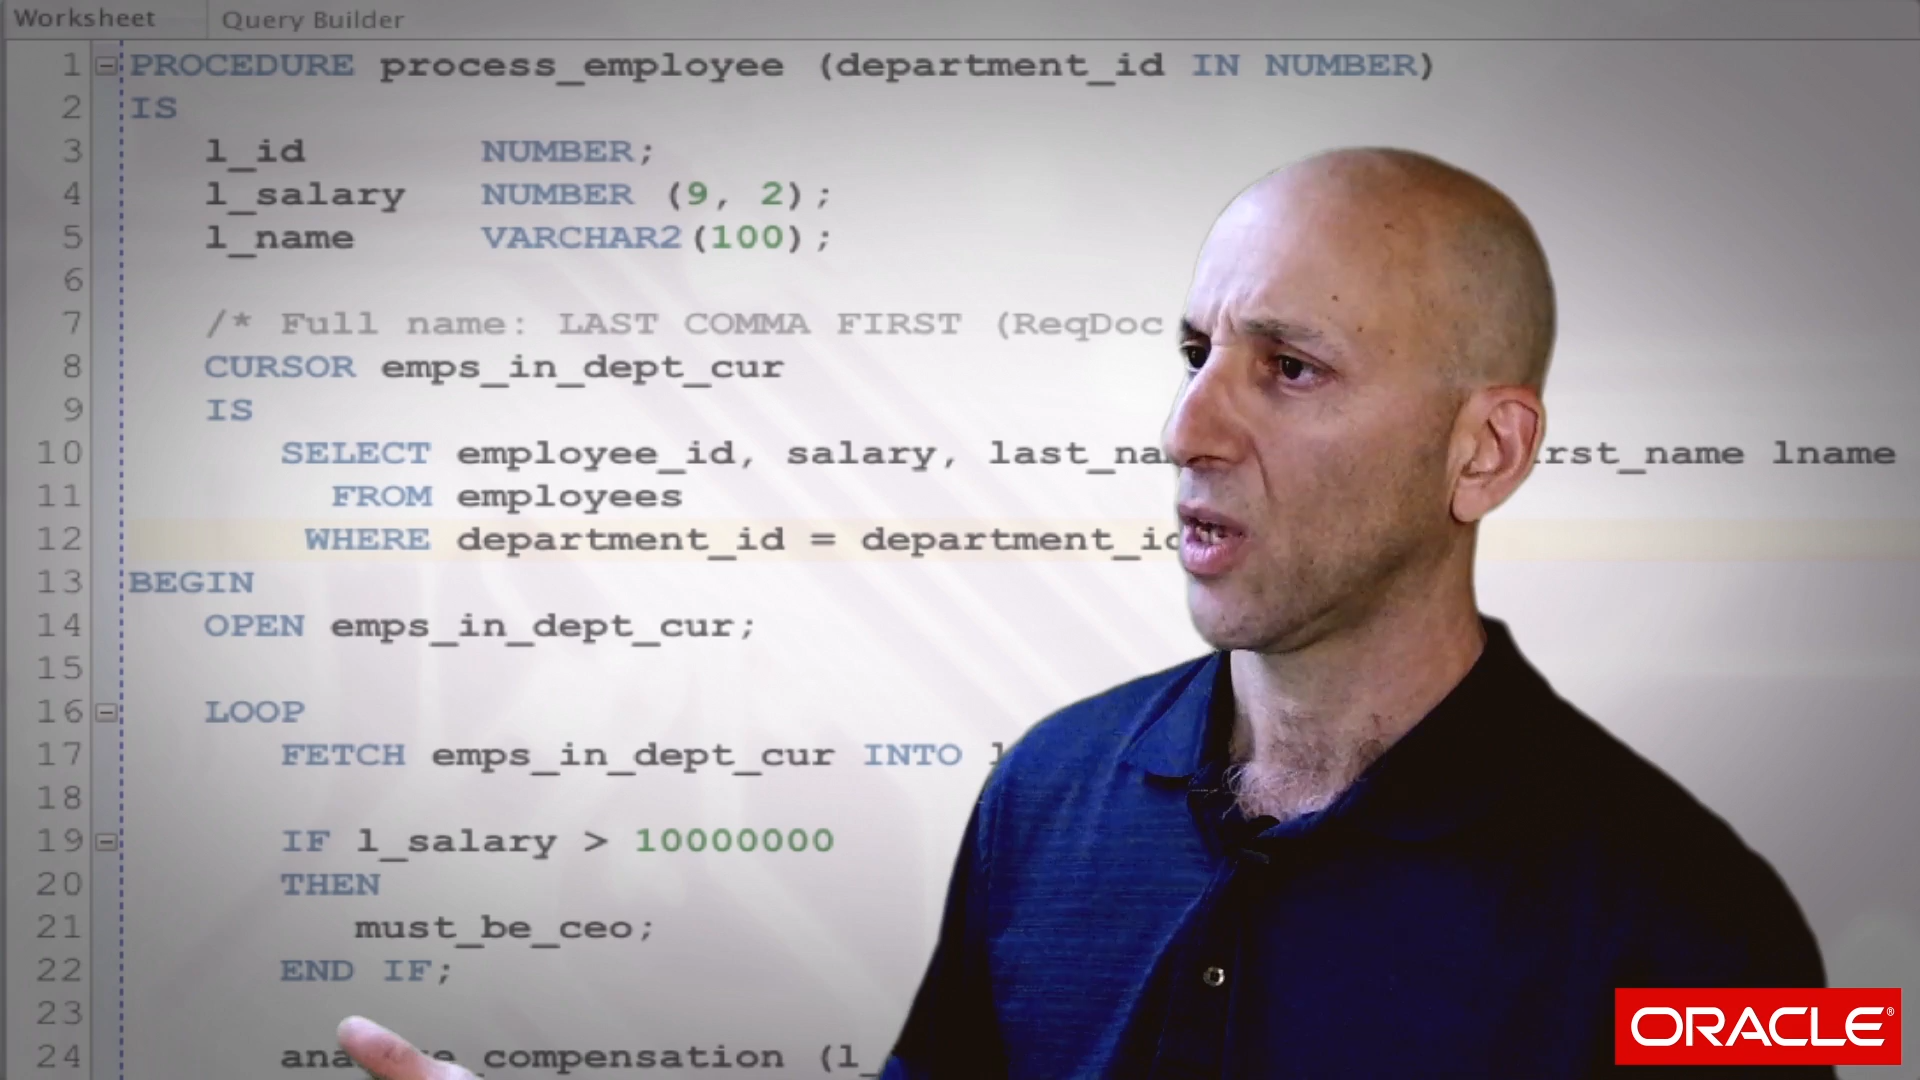 Worksheet Query Builder
1 PROCEDURE process_employee (department_id IN NUMBER)
2 IS
3 l_id NUMBER;
4 l_salary NUMBER (9, 2);
5 l_name VARCHAR2(100);
6
7 /* Full name: LAST COMMA FIRST (ReqDoc
8 CURSOR emps_in_dept_cur
9 IS
10 SELECT employee_id, salary, lname
11 FROM employees
12 WHERE department_id =
13 BEGIN
14 OPEN emps_in_dept_cur;
15
16 LOOP
17 FETCH emps_in_dept_cur INTO
18
19 IF l_salary > 10000000
20 THEN
21 must_be_ceo;
22 END IF;
23
24 compensation (l_
ORACLE®